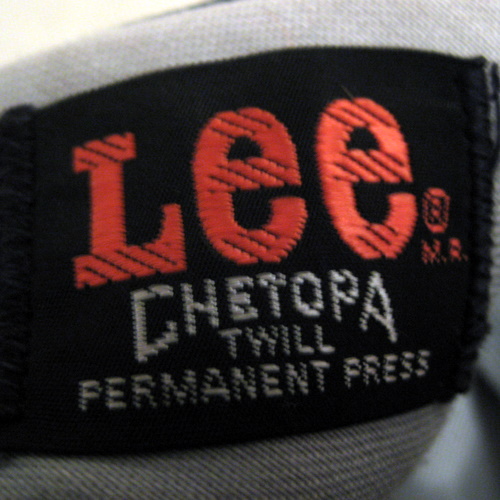 Lee®
M.R.
CHETOPA
TWILL
PERMANENT PRESS